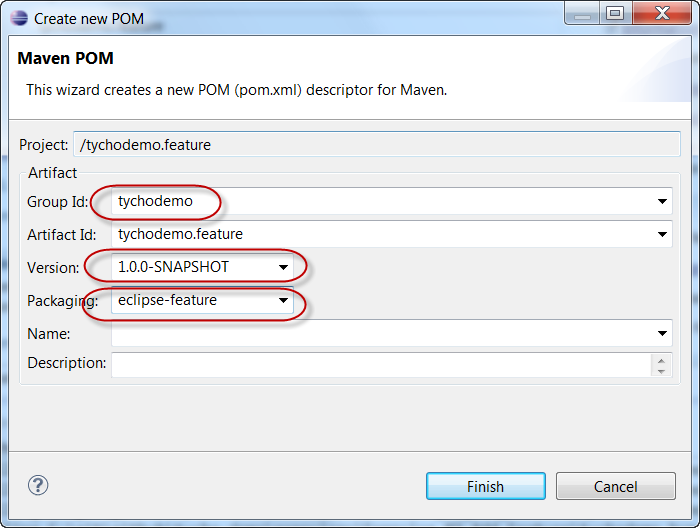 Create new POM
Maven POM
This wizard creates a new POM (pom.xml) descriptor for Maven.
Project: /tychodemo.feature
Artifact
Group Id: tychodemo
Artifact Id: tychodemo.feature
Version: 1.0.0-SNAPSHOT
Packaging: eclipse-feature
Name:
Description:
? Finish Cancel